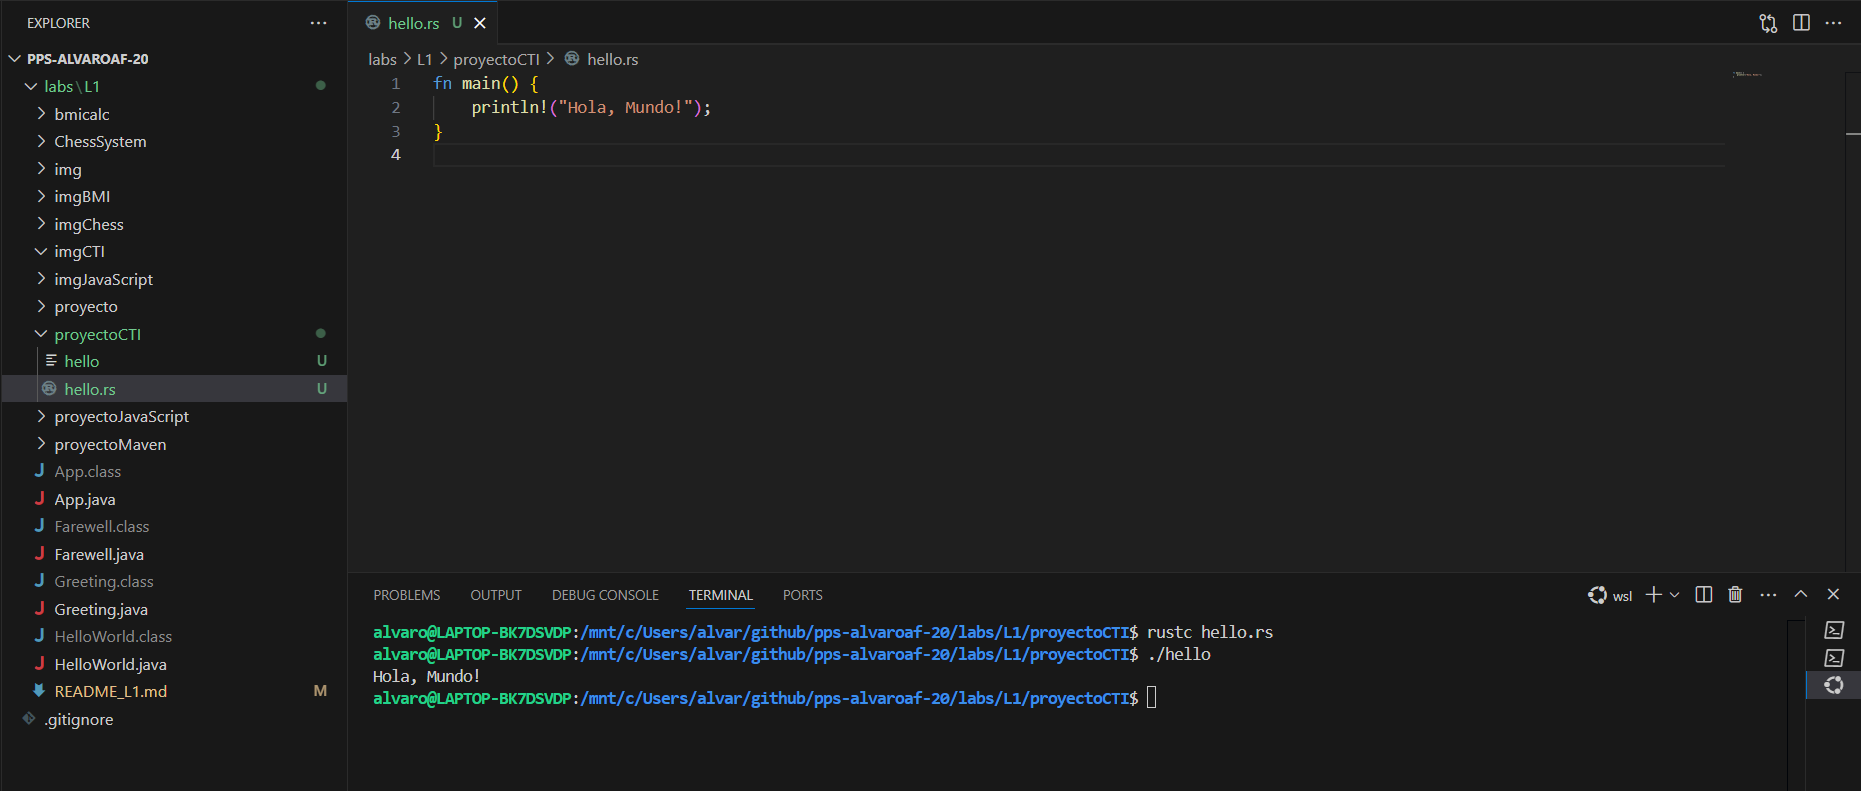 EXPLORER
PPS-ALVAROAF-20
labs\L1
bmicalc
ChessSystem
img
imgBMI
imgChess
imgCTI
imgJavaScript
proyecto
proyectoCTI
hello U
hello.rs U
proyectoJavaScript
proyectoMaven
App.class
App.java
Farewell.class
Farewell.java
Greeting.class
Greeting.java
HelloWorld.class
HelloWorld.java
README_L1.md M
.gitignore
hello.rs U
labs > L1 > proyectoCTI > hello.rs
1 fn main() {
2 println!("Hola, Mundo!");
3 }
4
PROBLEMS OUTPUT DEBUG CONSOLE TERMINAL PORTS wsl
alvaro@LAPTOP-BK7DSVDP:/mnt/c/Users/alvar/github/pps-alvaroaf-20/labs/L1/proyectoCTI$ rustc hello.rs
alvaro@LAPTOP-BK7DSVDP:/mnt/c/Users/alvar/github/pps-alvaroaf-20/labs/L1/proyectoCTI$ ./hello
Hola, Mundo!
alvaro@LAPTOP-BK7DSVDP:/mnt/c/Users/alvar/github/pps-alvaroaf-20/labs/L1/proyectoCTI$